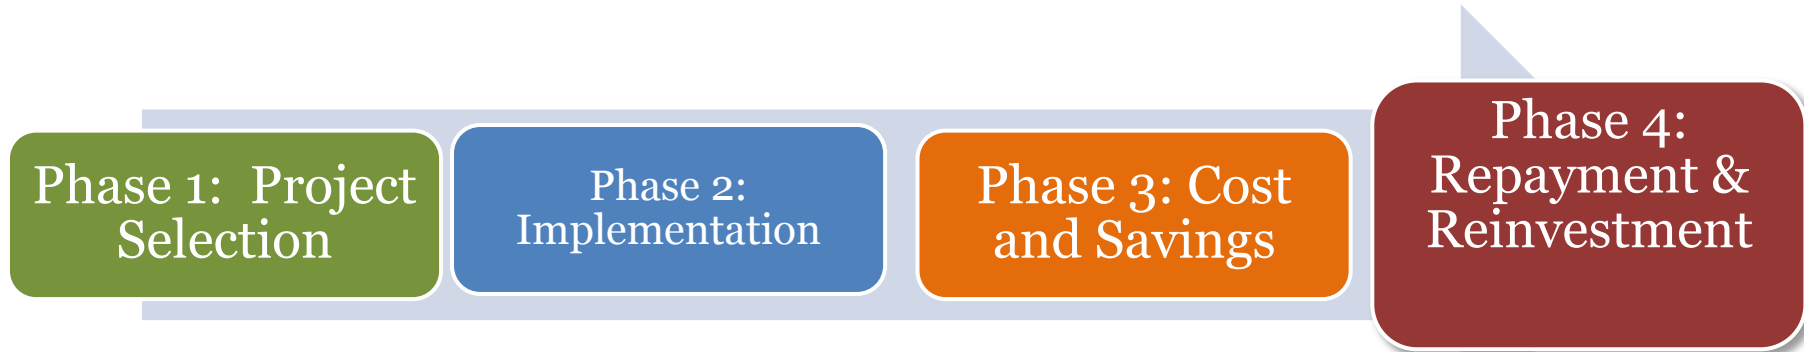 Phase 1:  Project
Selection
Phase 2:
Implementation
Phase 3: Cost
and Savings
Phase 4:
Repayment &
Reinvestment